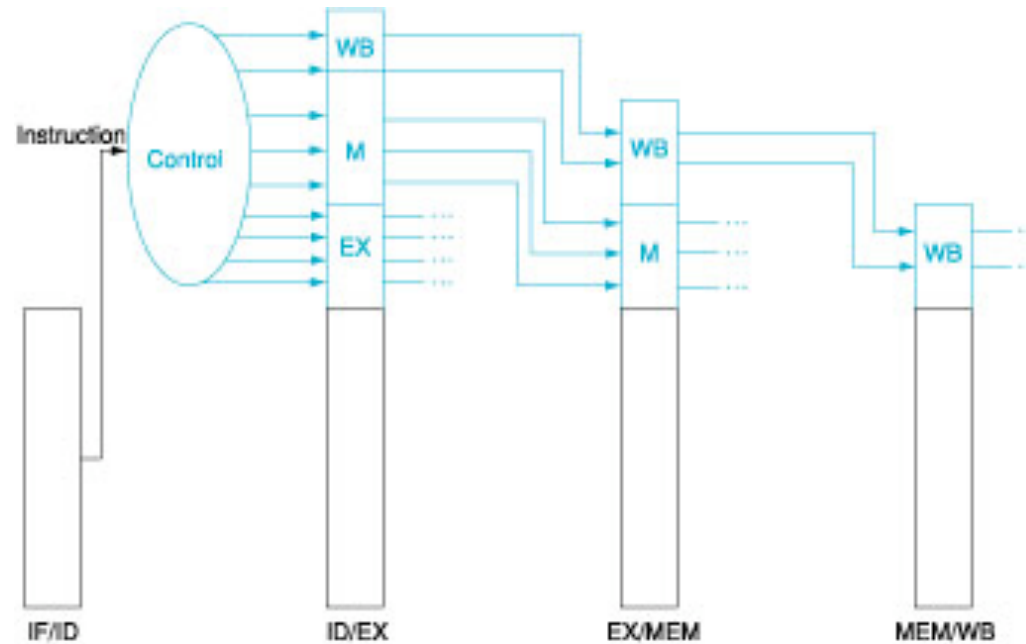 WB
Instruction
Control
M
WB
EX
M
WB
IF/ID
ID/EX
EX/MEM
MEM/WB